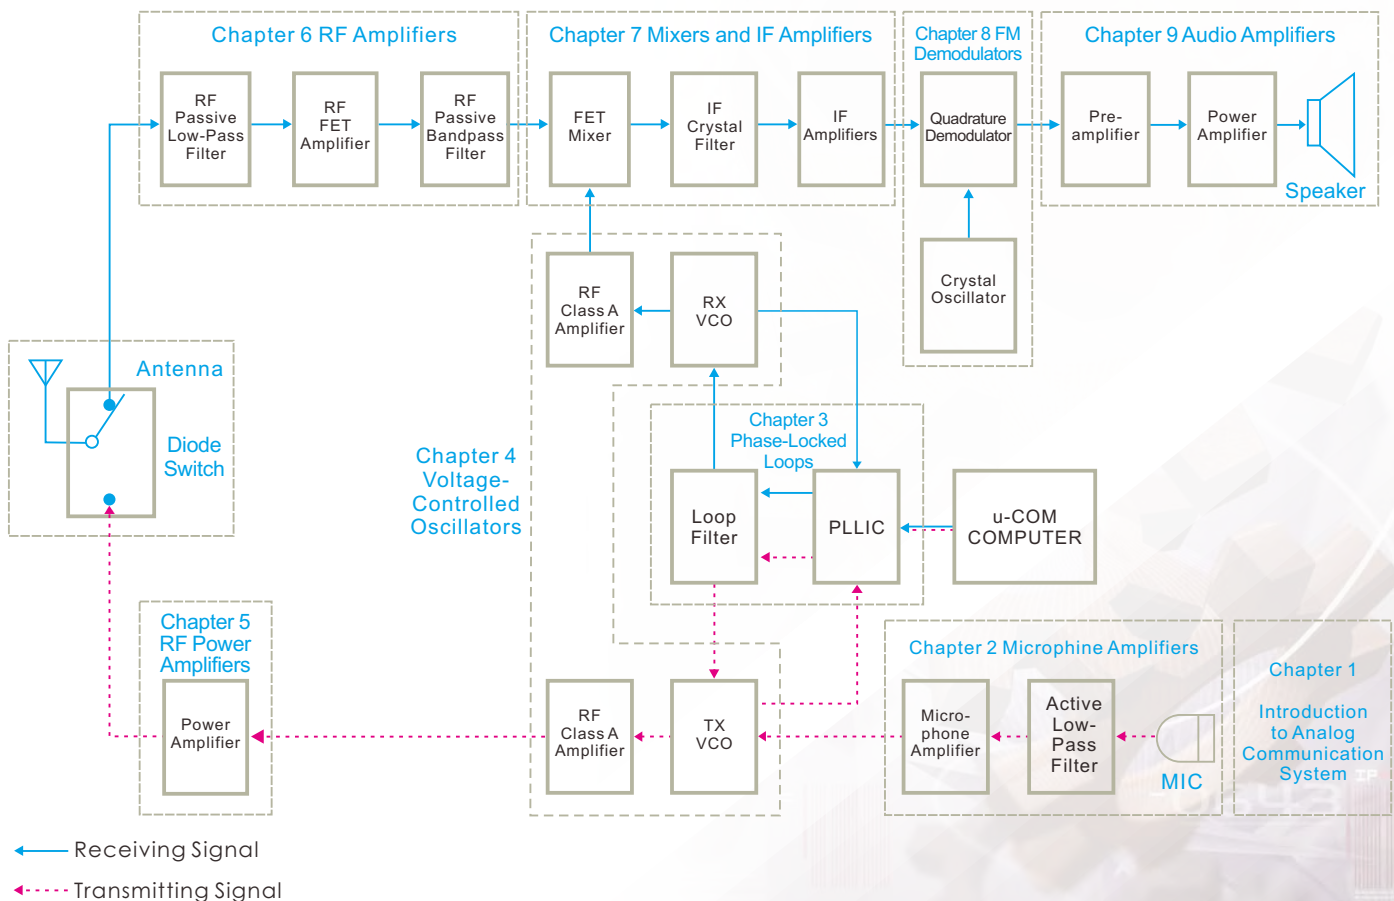 Chapter 6 RF Amplifiers
RF
Passive
Low-Pass
Filter
RF
FET
Amplifier
RF
Passive
Bandpass
Filter
Chapter 7 Mixers and IF Amplifiers
FET
Mixer
IF
Crystal
Filter
IF
Amplifiers
Chapter 8 FM
Demodulators
Quadrature
Demodulator
Crystal
Oscillator
Chapter 9 Audio Amplifiers
Pre-
amplifier
Power
Amplifier
Speaker
RF
Class A
Amplifier
RX
VCO
Antenna
Diode
Switch
Chapter 4
Voltage-
Controlled
Oscillators
Chapter 3
Phase-Locked
Loops
Loop
Filter
PLLIC
u-COM
COMPUTER
Chapter 5
RF Power
Amplifiers
Power
Amplifier
RF
Class A
Amplifier
TX
VCO
Chapter 2 Microphine Amplifiers
Micro-
phone
Amplifier
Active
Low-
Pass
Filter
MIC
Chapter 1
Introduction
to Analog
Communication
System
Receiving Signal
Transmitting Signal